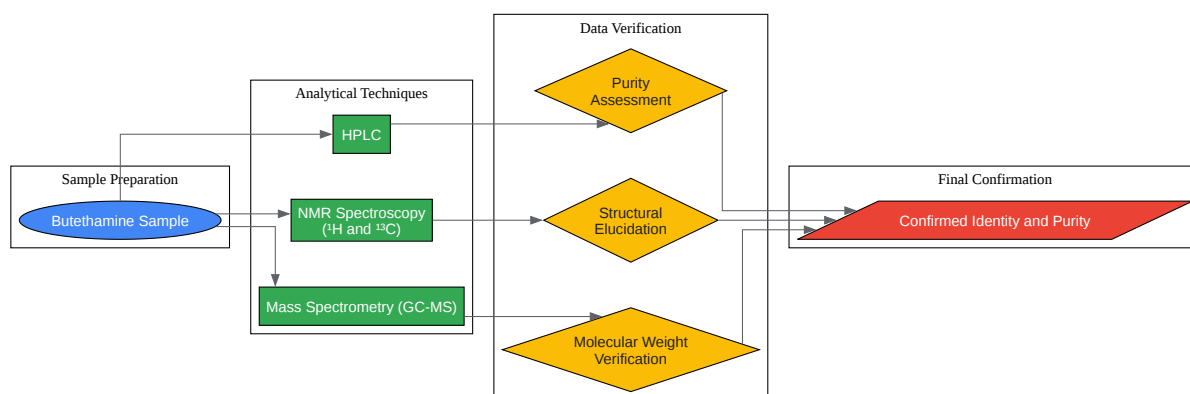 Data Verification
Purity
Assessment
Analytical Techniques
HPLC
Sample Preparation
Butethamine Sample
NMR Spectroscopy
(¹H and ¹³C)
Structural
Elucidation
Final Confirmation
Confirmed Identity and Purity
Mass Spectrometry (GC-MS)
Molecular Weight
Verification